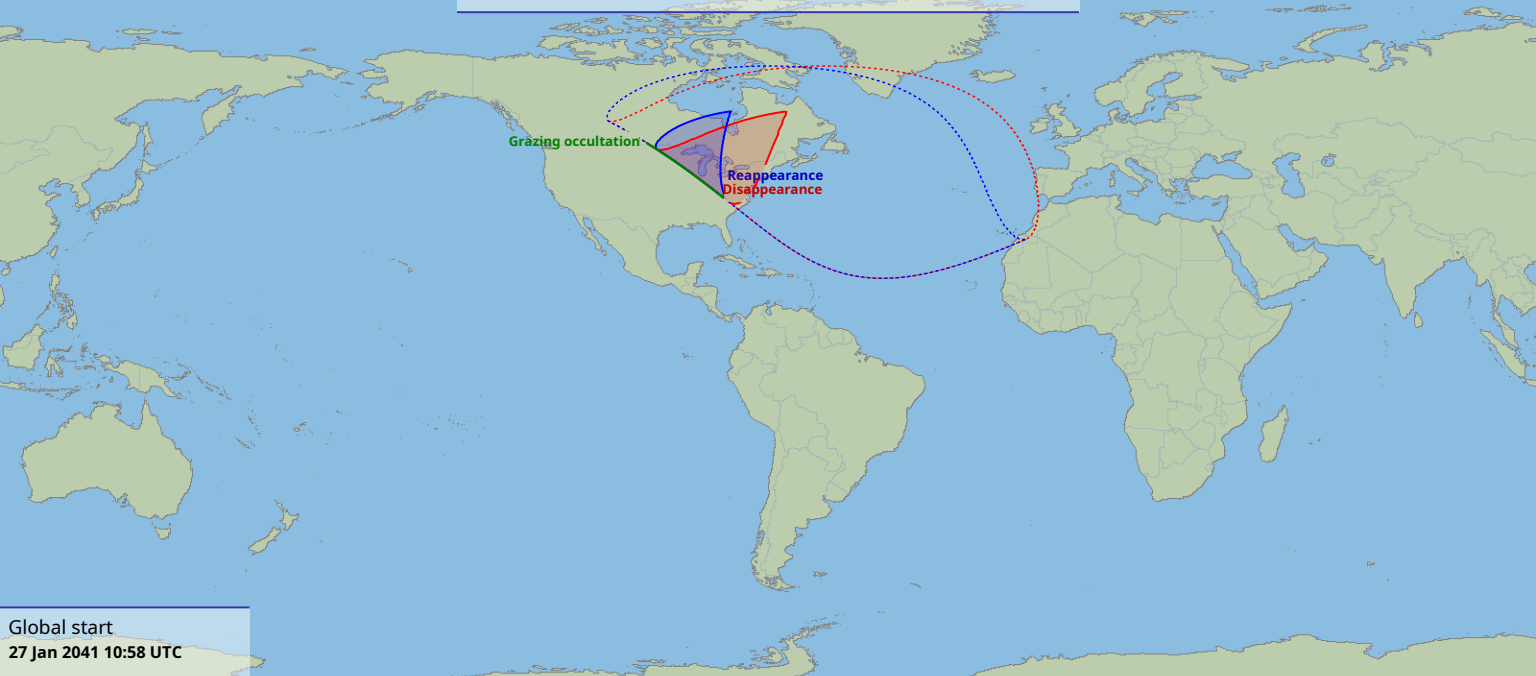 Grazing occultation
Reappearance
Disappearance
Global start
27 Jan 2041 10:58 UTC